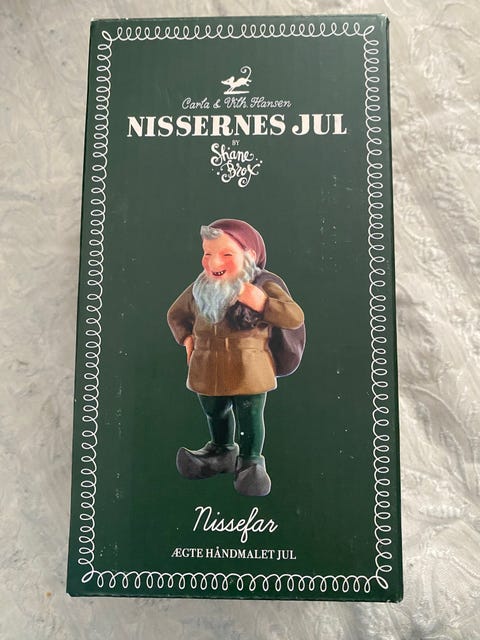 Carla & Vilh. Hansen
NISSERNES JUL
BY
Shane
Brox
Nissefar
ÆGTE HÅNDMALET JUL